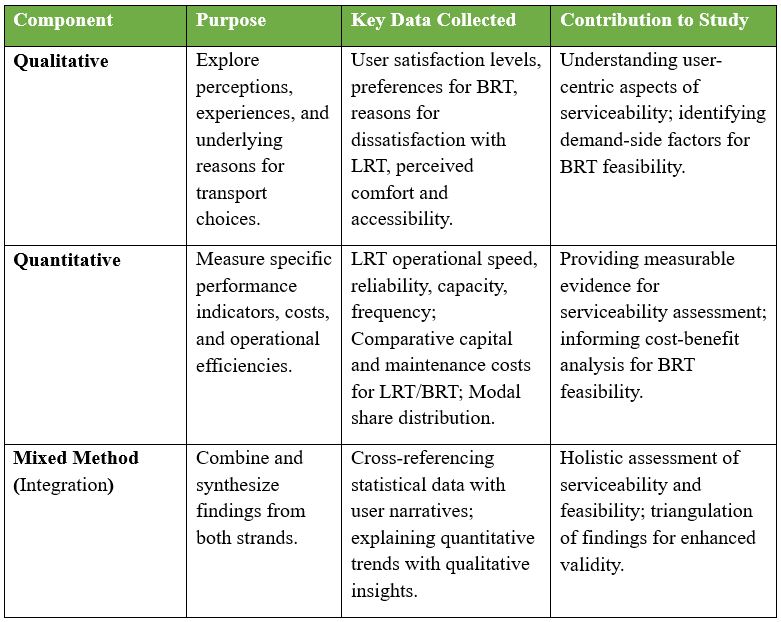 Component
Purpose
Key Data Collected
Contribution to Study
Qualitative
Explore
perceptions,
experiences, and
underlying
reasons for
transport
choices.
User satisfaction levels,
preferences for BRT,
reasons for
dissatisfaction with
LRT, perceived
comfort and
accessibility.
Understanding user-
centric aspects of
serviceability; identifying
demand-side factors for
BRT feasibility.
Quantitative
Measure specific
performance
indicators, costs,
and operational
efficiencies.
LRT operational speed,
reliability, capacity,
frequency;
Comparative capital
and maintenance costs
for LRT/BRT; Modal
share distribution.
Providing measurable
evidence for
serviceability assessment;
informing cost-benefit
analysis for BRT
feasibility.
Mixed Method
(Integration)
Combine and
synthesize
findings from
both strands.
Cross-referencing
statistical data with
user narratives;
explaining quantitative
trends with qualitative
insights.
Holistic assessment of
serviceability and
feasibility; triangulation
of findings for enhanced
validity.